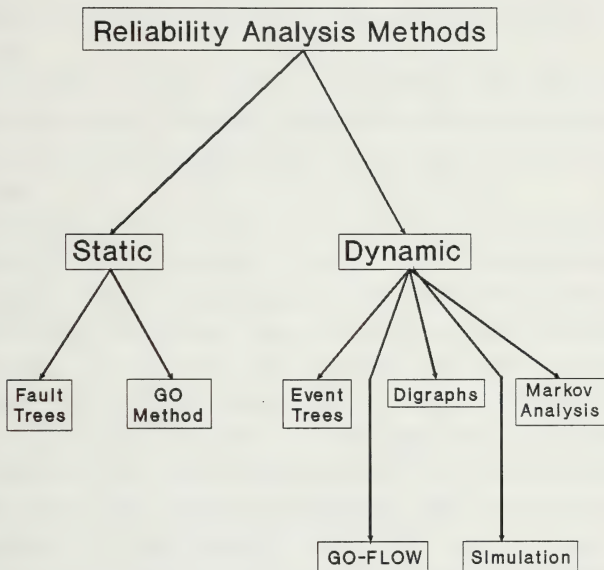 Reliability Analysis Methods
Static
Dynamic
Fault
Trees
GO
Method
Event
Trees
Digraphs
Markov
Analysis
GO-FLOW
SImulation